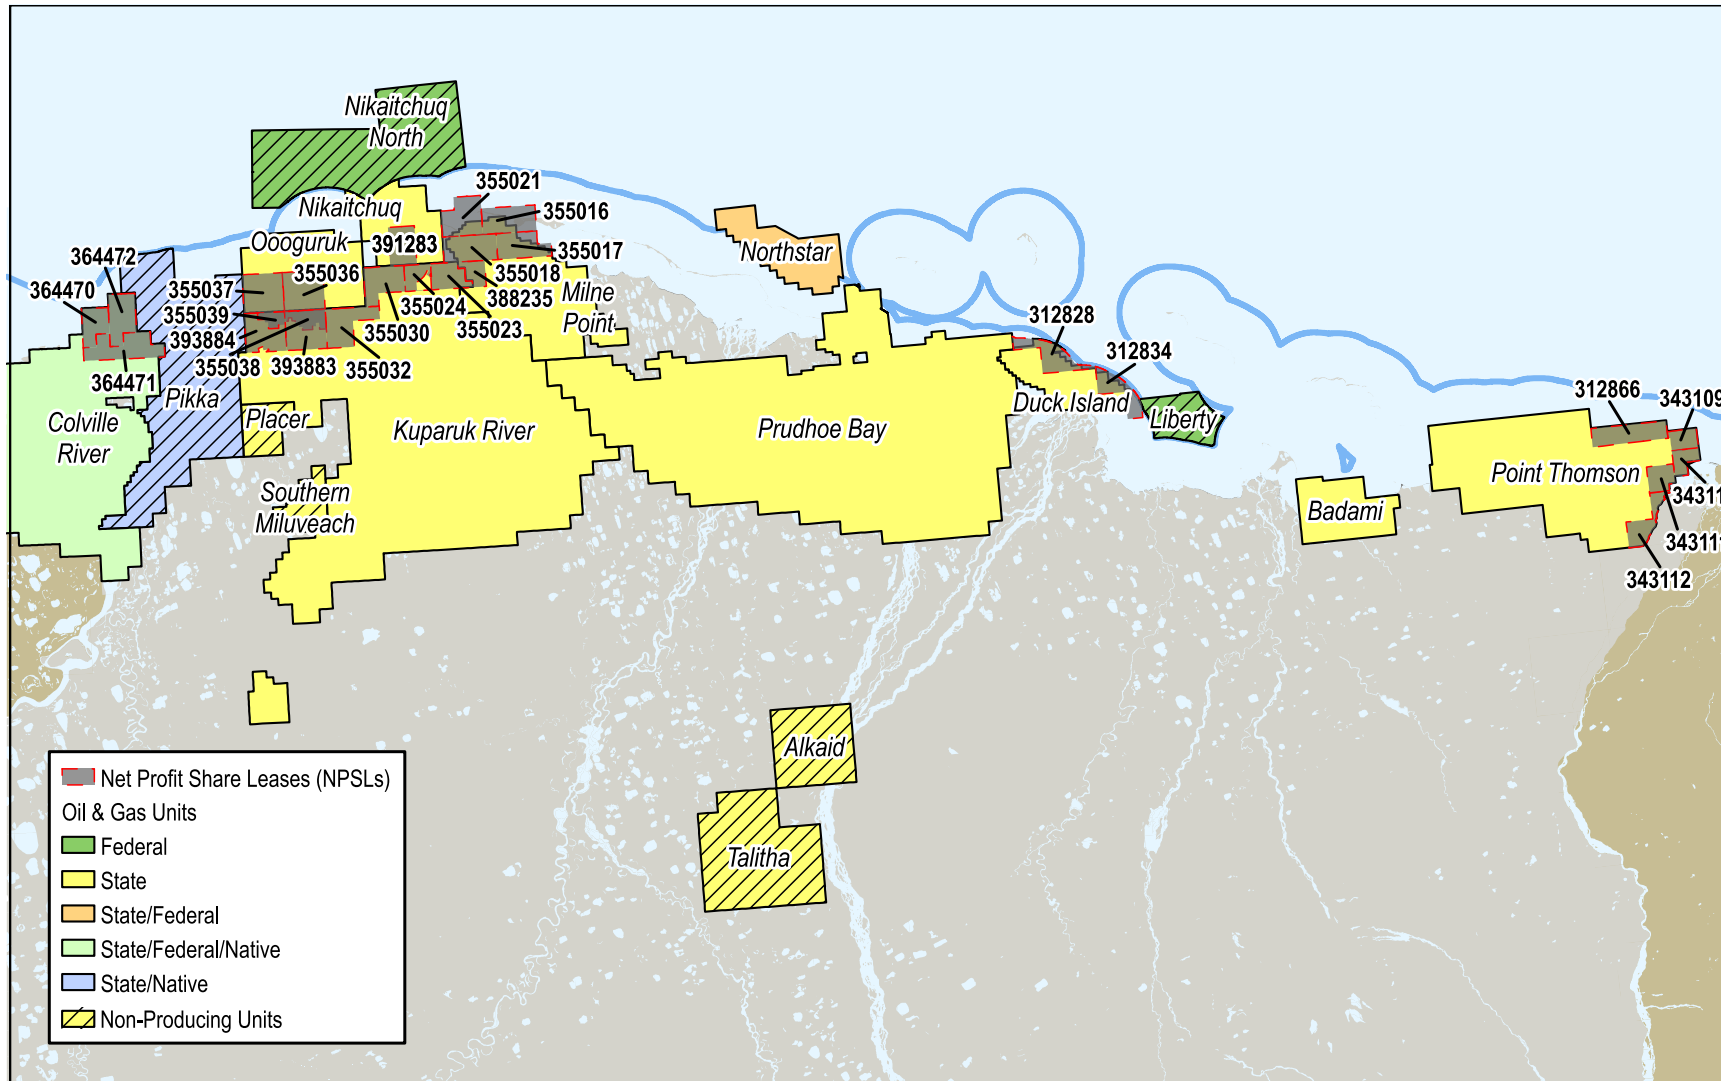 Nikaitchuq
North
355021
Nikaitchuq
355016
Oooguruk
391283
355017
364472
Northstar
355036
355018
364470
355037
388235
Milne
Point
355024
355039
355030
355023
312828
393884
355038
393883
355032
312834
364471
Pikka
312866
343109
Colville
River
Placer
Kuparuk River
Prudhoe Bay
Duck Island
Liberty
Point Thomson
Southern
Miluveach
34311
Badami
343111
343112
Alkaid
Talitha
Net Profit Share Leases (NPSLs)
Oil & Gas Units
Federal
State
State/Federal
State/Federal/Native
State/Native
Non-Producing Units